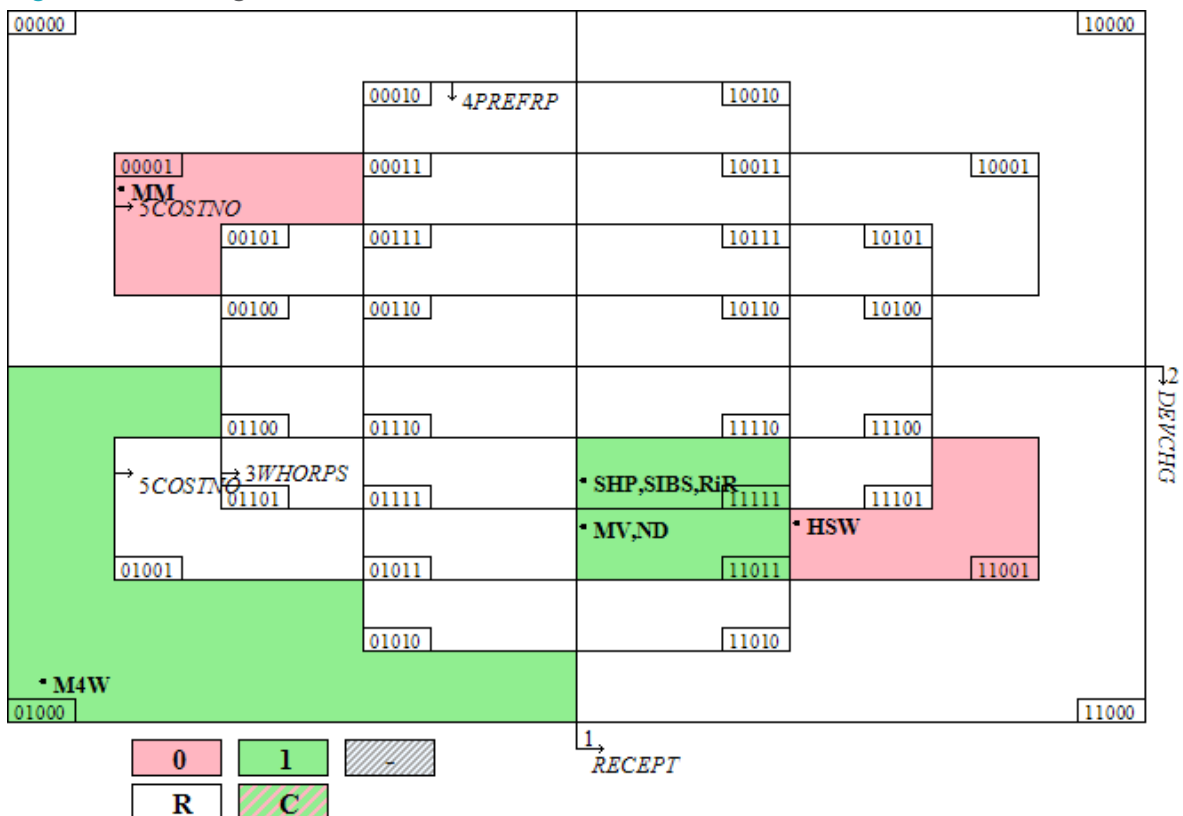 00000 10000
00010 4PREFRP 10010
00001 00011 10011 10001
MM
5COSTNO
00101 00111 10111 10101
00100 00110 10110 10100
2
DEVCHG
01100 01110 11110 11100
5COSTNO 3WHORPS SHP,SIBS,RiR
01101 01111 11111 11101
MV,ND HSW
01001 01011 11011 11001
01010 11010
M4W
01000 11000
1
RECEPT
0 1 -
R C